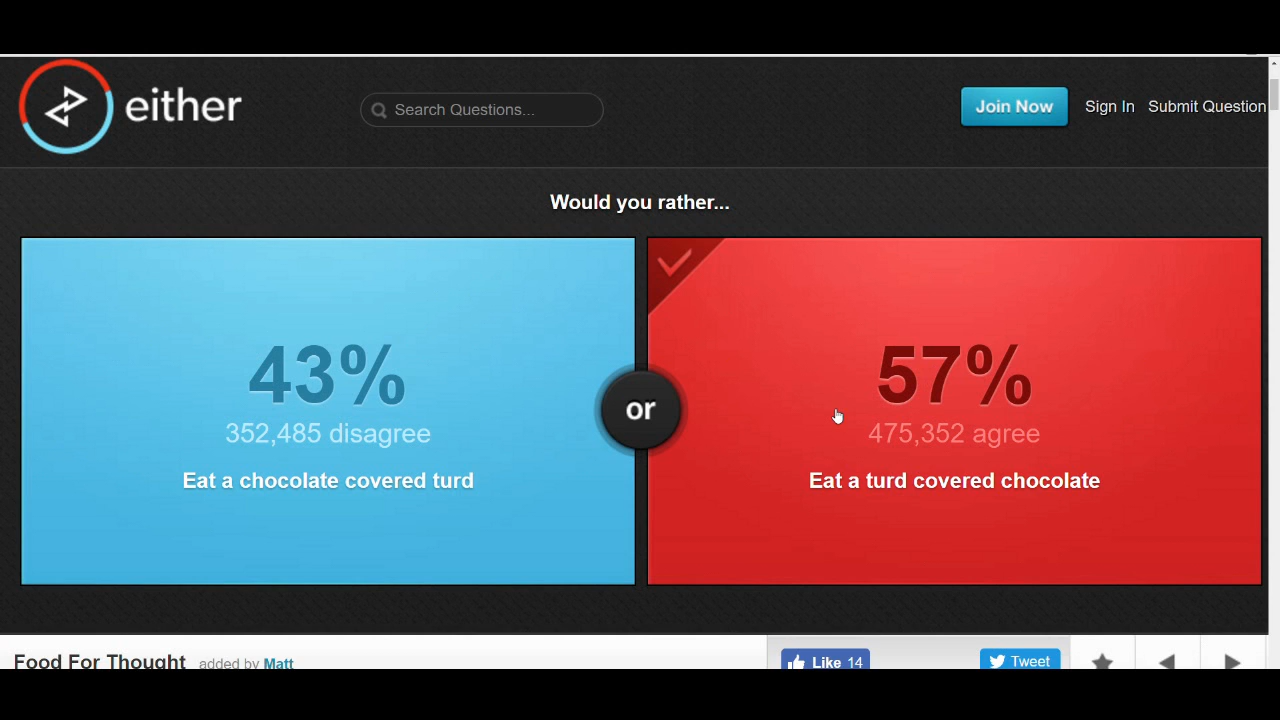 either
Search Questions...
Join Now
Sign In
Submit Question
Would you rather...
43%
352,485 disagree
Eat a chocolate covered turd
or
57%
475,352 agree
Eat a turd covered chocolate
Food For Thought added by Matt
Like 14
Tweet